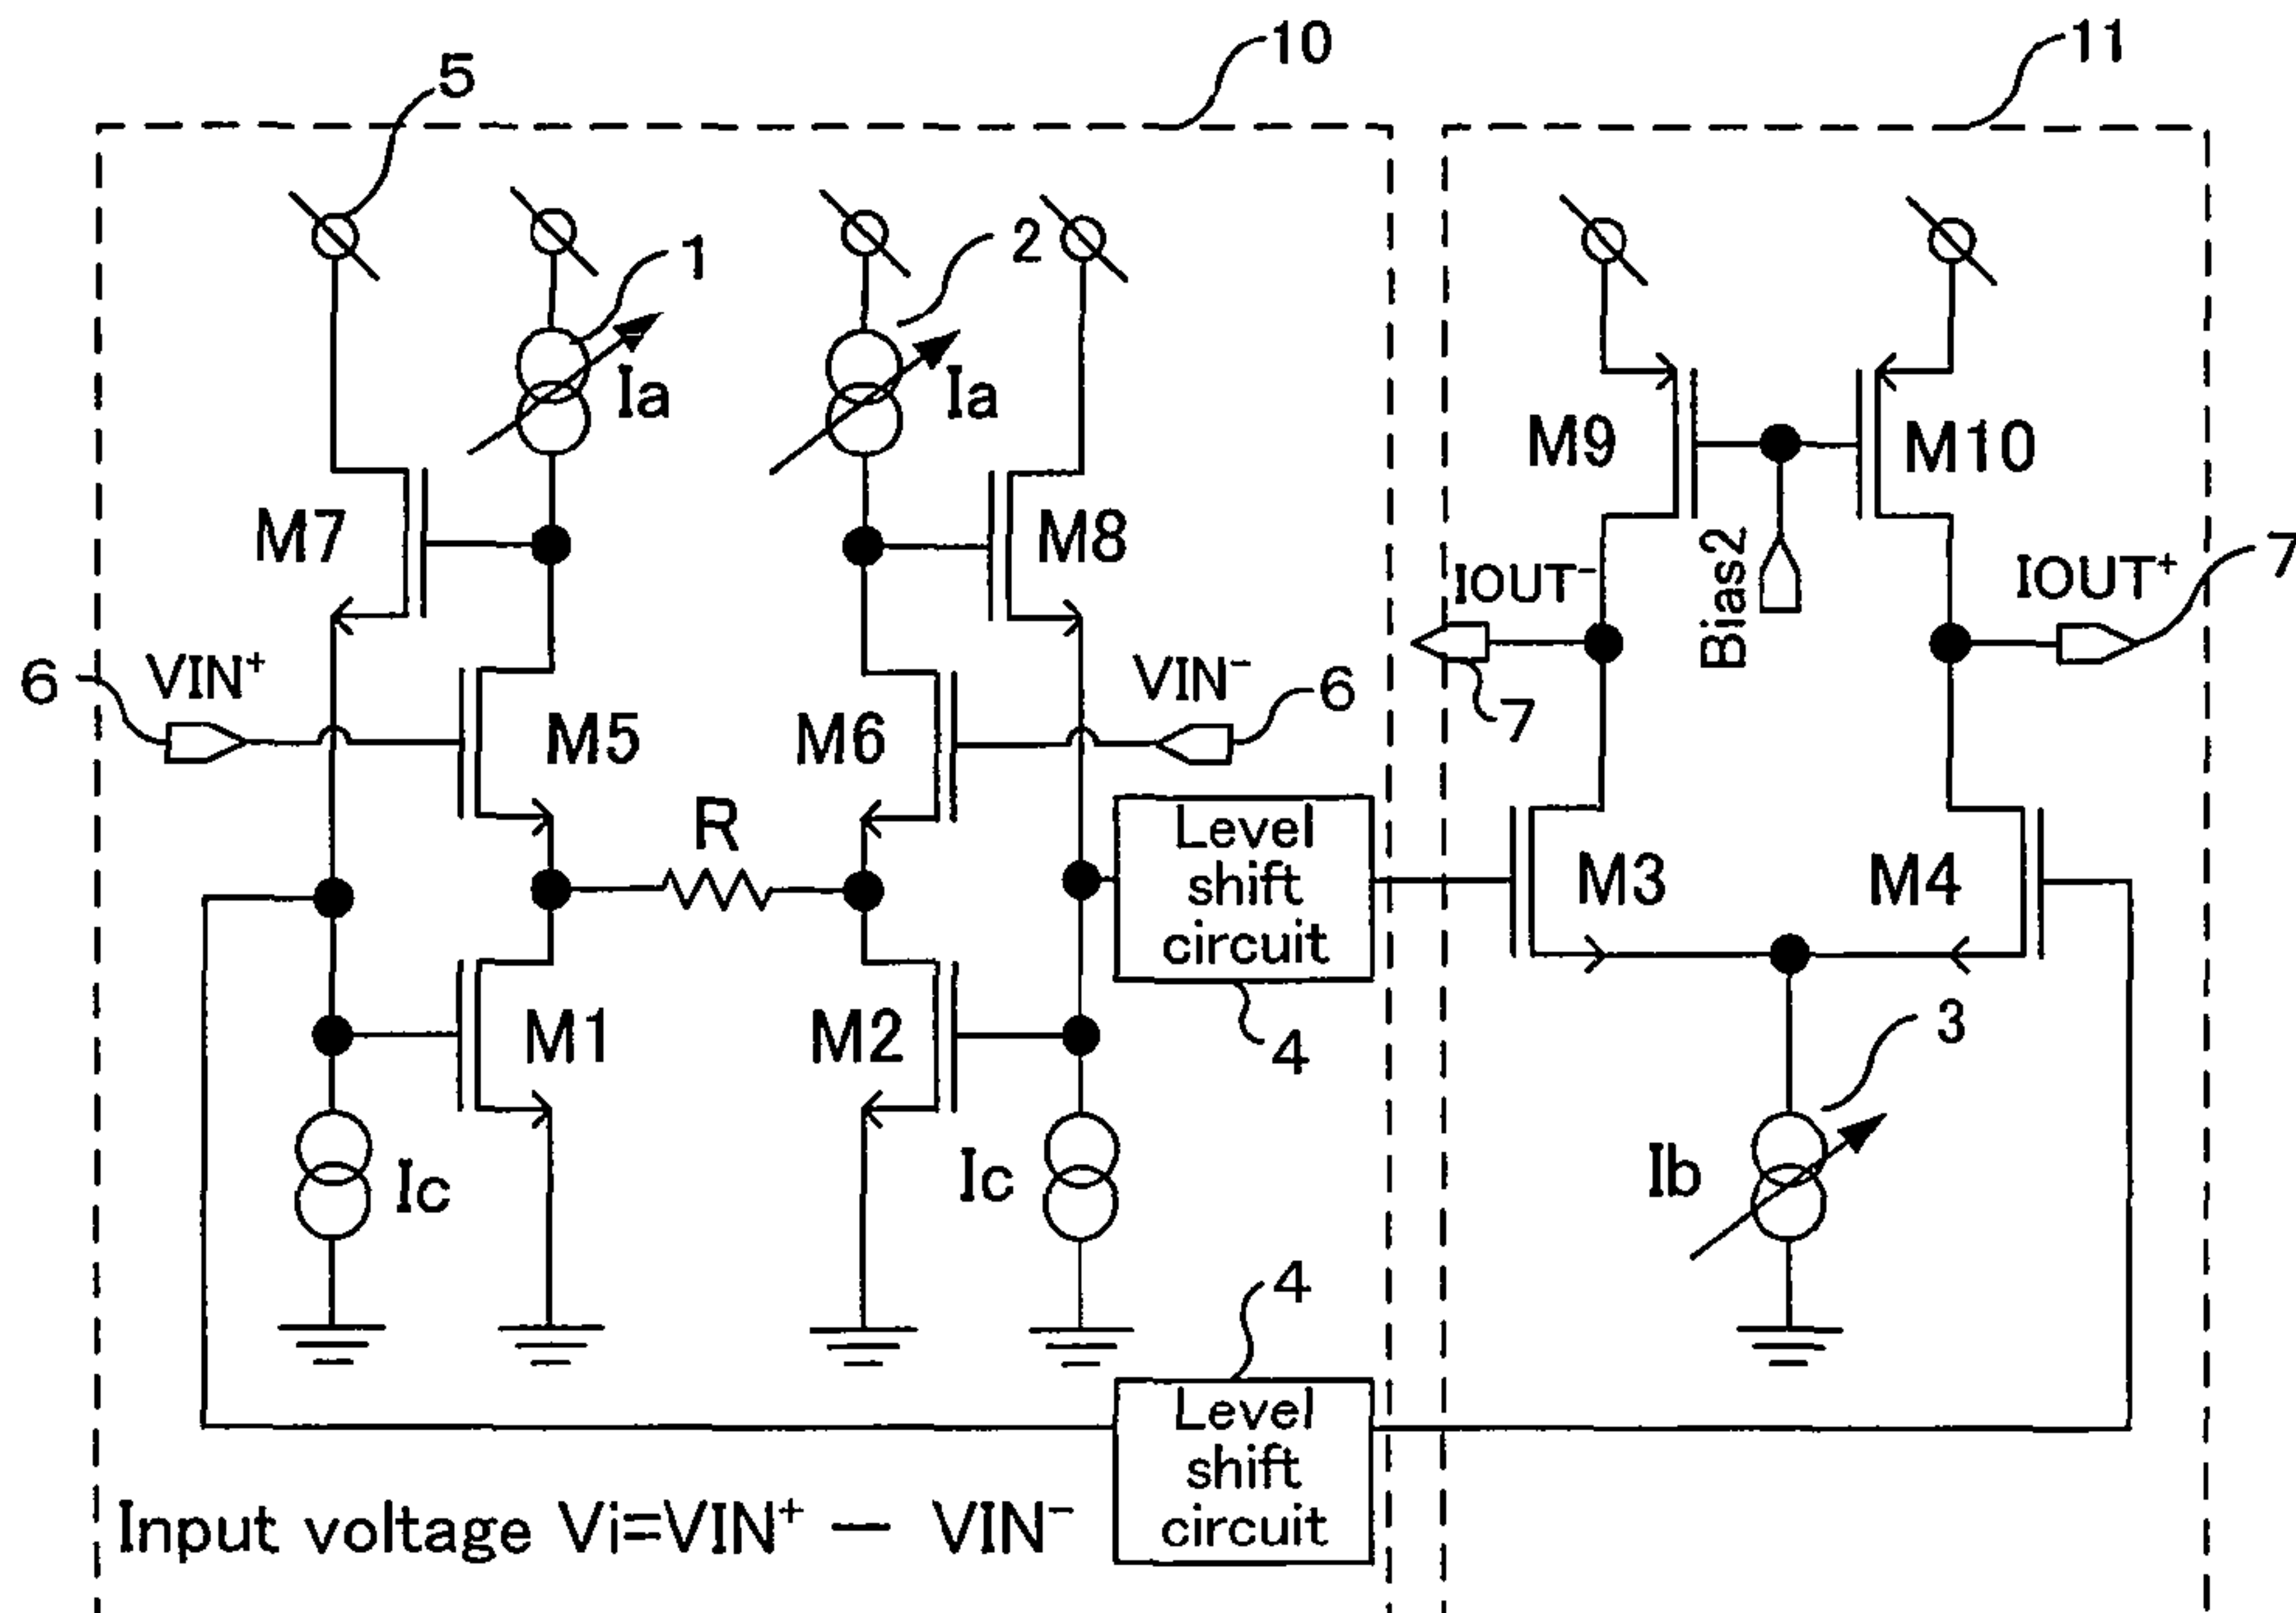 10
11
5
1
2
Ia
Ia
M7
M8
M9
M10
Bias2
IOUT⁻
IOUT⁺
7
7
6
VIN⁺
VIN⁻
6
M5
M6
R
Level
shift
circuit
4
M3
M4
M1
M2
3
Ic
Ic
Ib
4
Level
shift
circuit
Input voltage Vi=VIN⁺ − VIN⁻